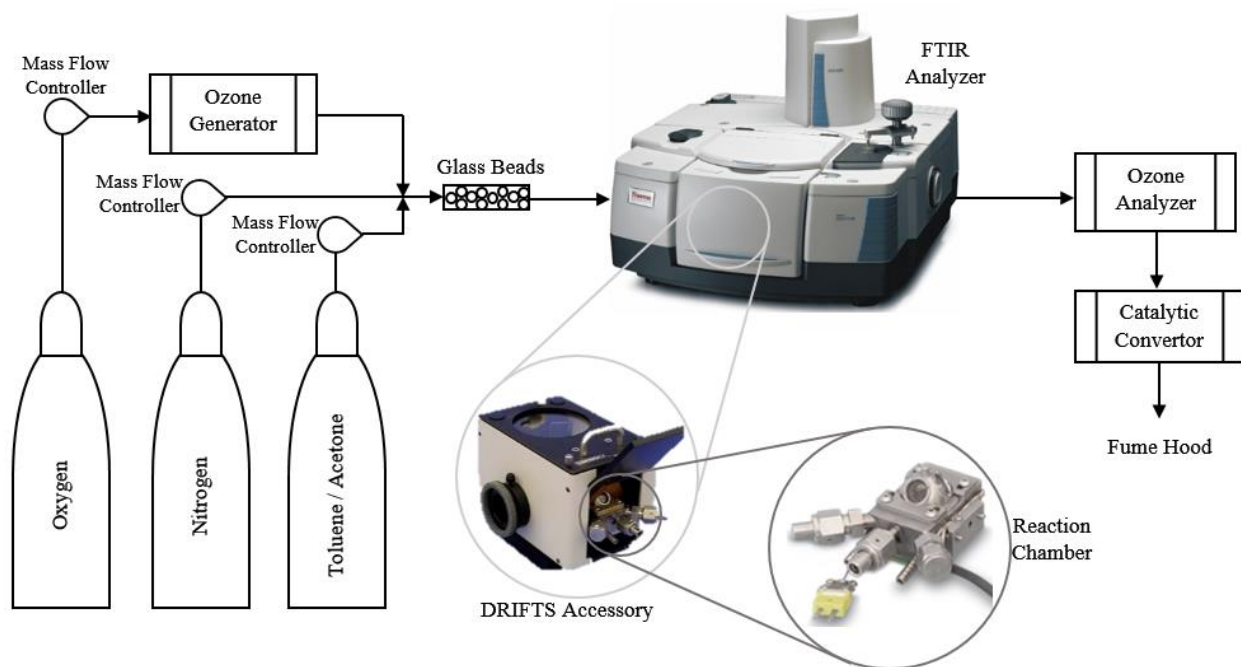 Mass Flow
Controller
Ozone
Generator
Mass Flow
Controller
Mass Flow
Controller
Glass Beads
FTIR
Analyzer
Ozone
Analyzer
Catalytic
Convertor
Fume Hood
Oxygen
Nitrogen
Toluene / Acetone
DRIFTS Accessory
Reaction
Chamber